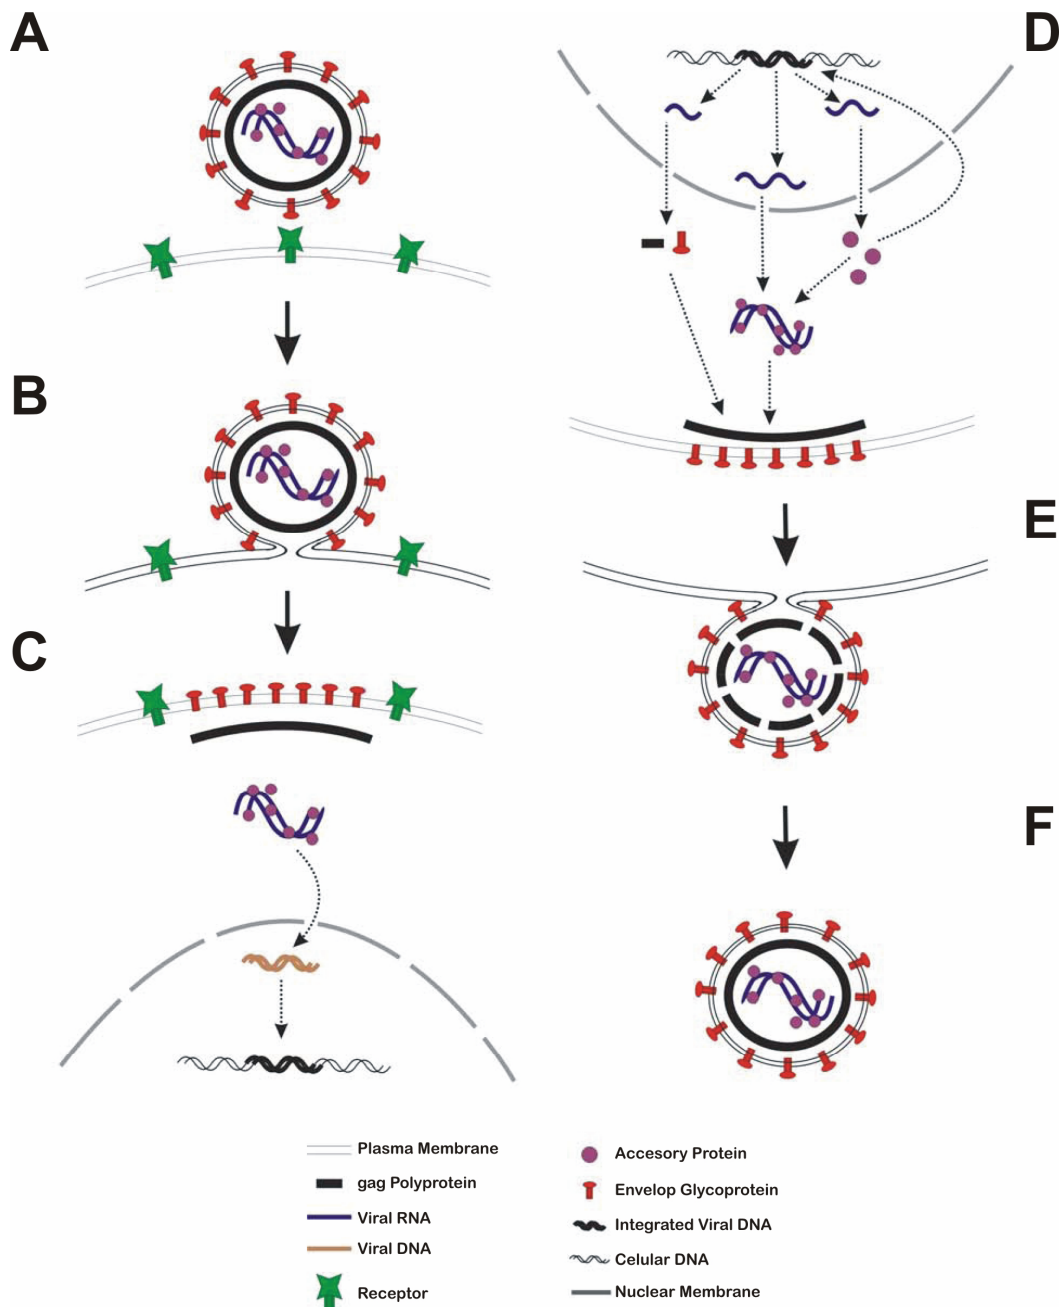 A
D
B
E
C
F
Plasma Membrane
gag Polyprotein
Viral RNA
Viral DNA
Receptor
Accesory Protein
Envelop Glycoprotein
Integrated Viral DNA
Celular DNA
Nuclear Membrane